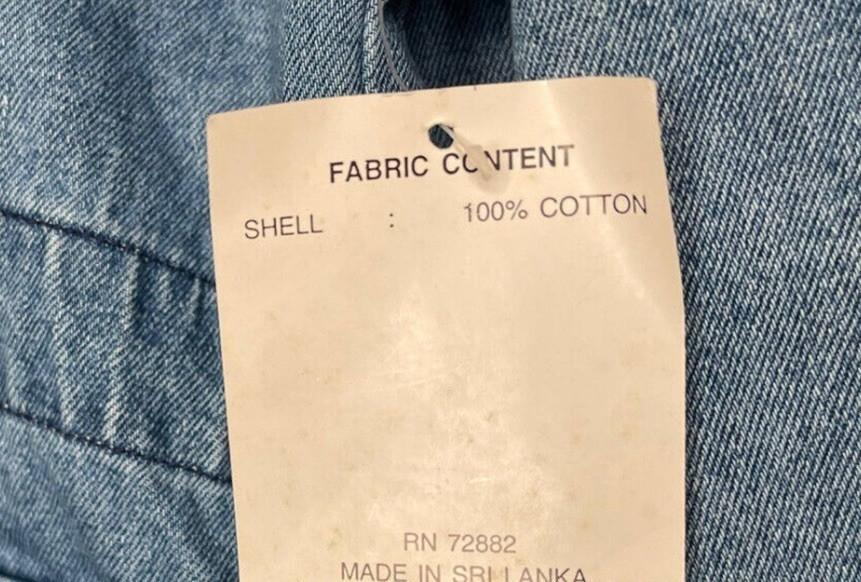 FABRIC CONTENT
SHELL : 100% COTTON
RN 72882
MADE IN SRI LANKA